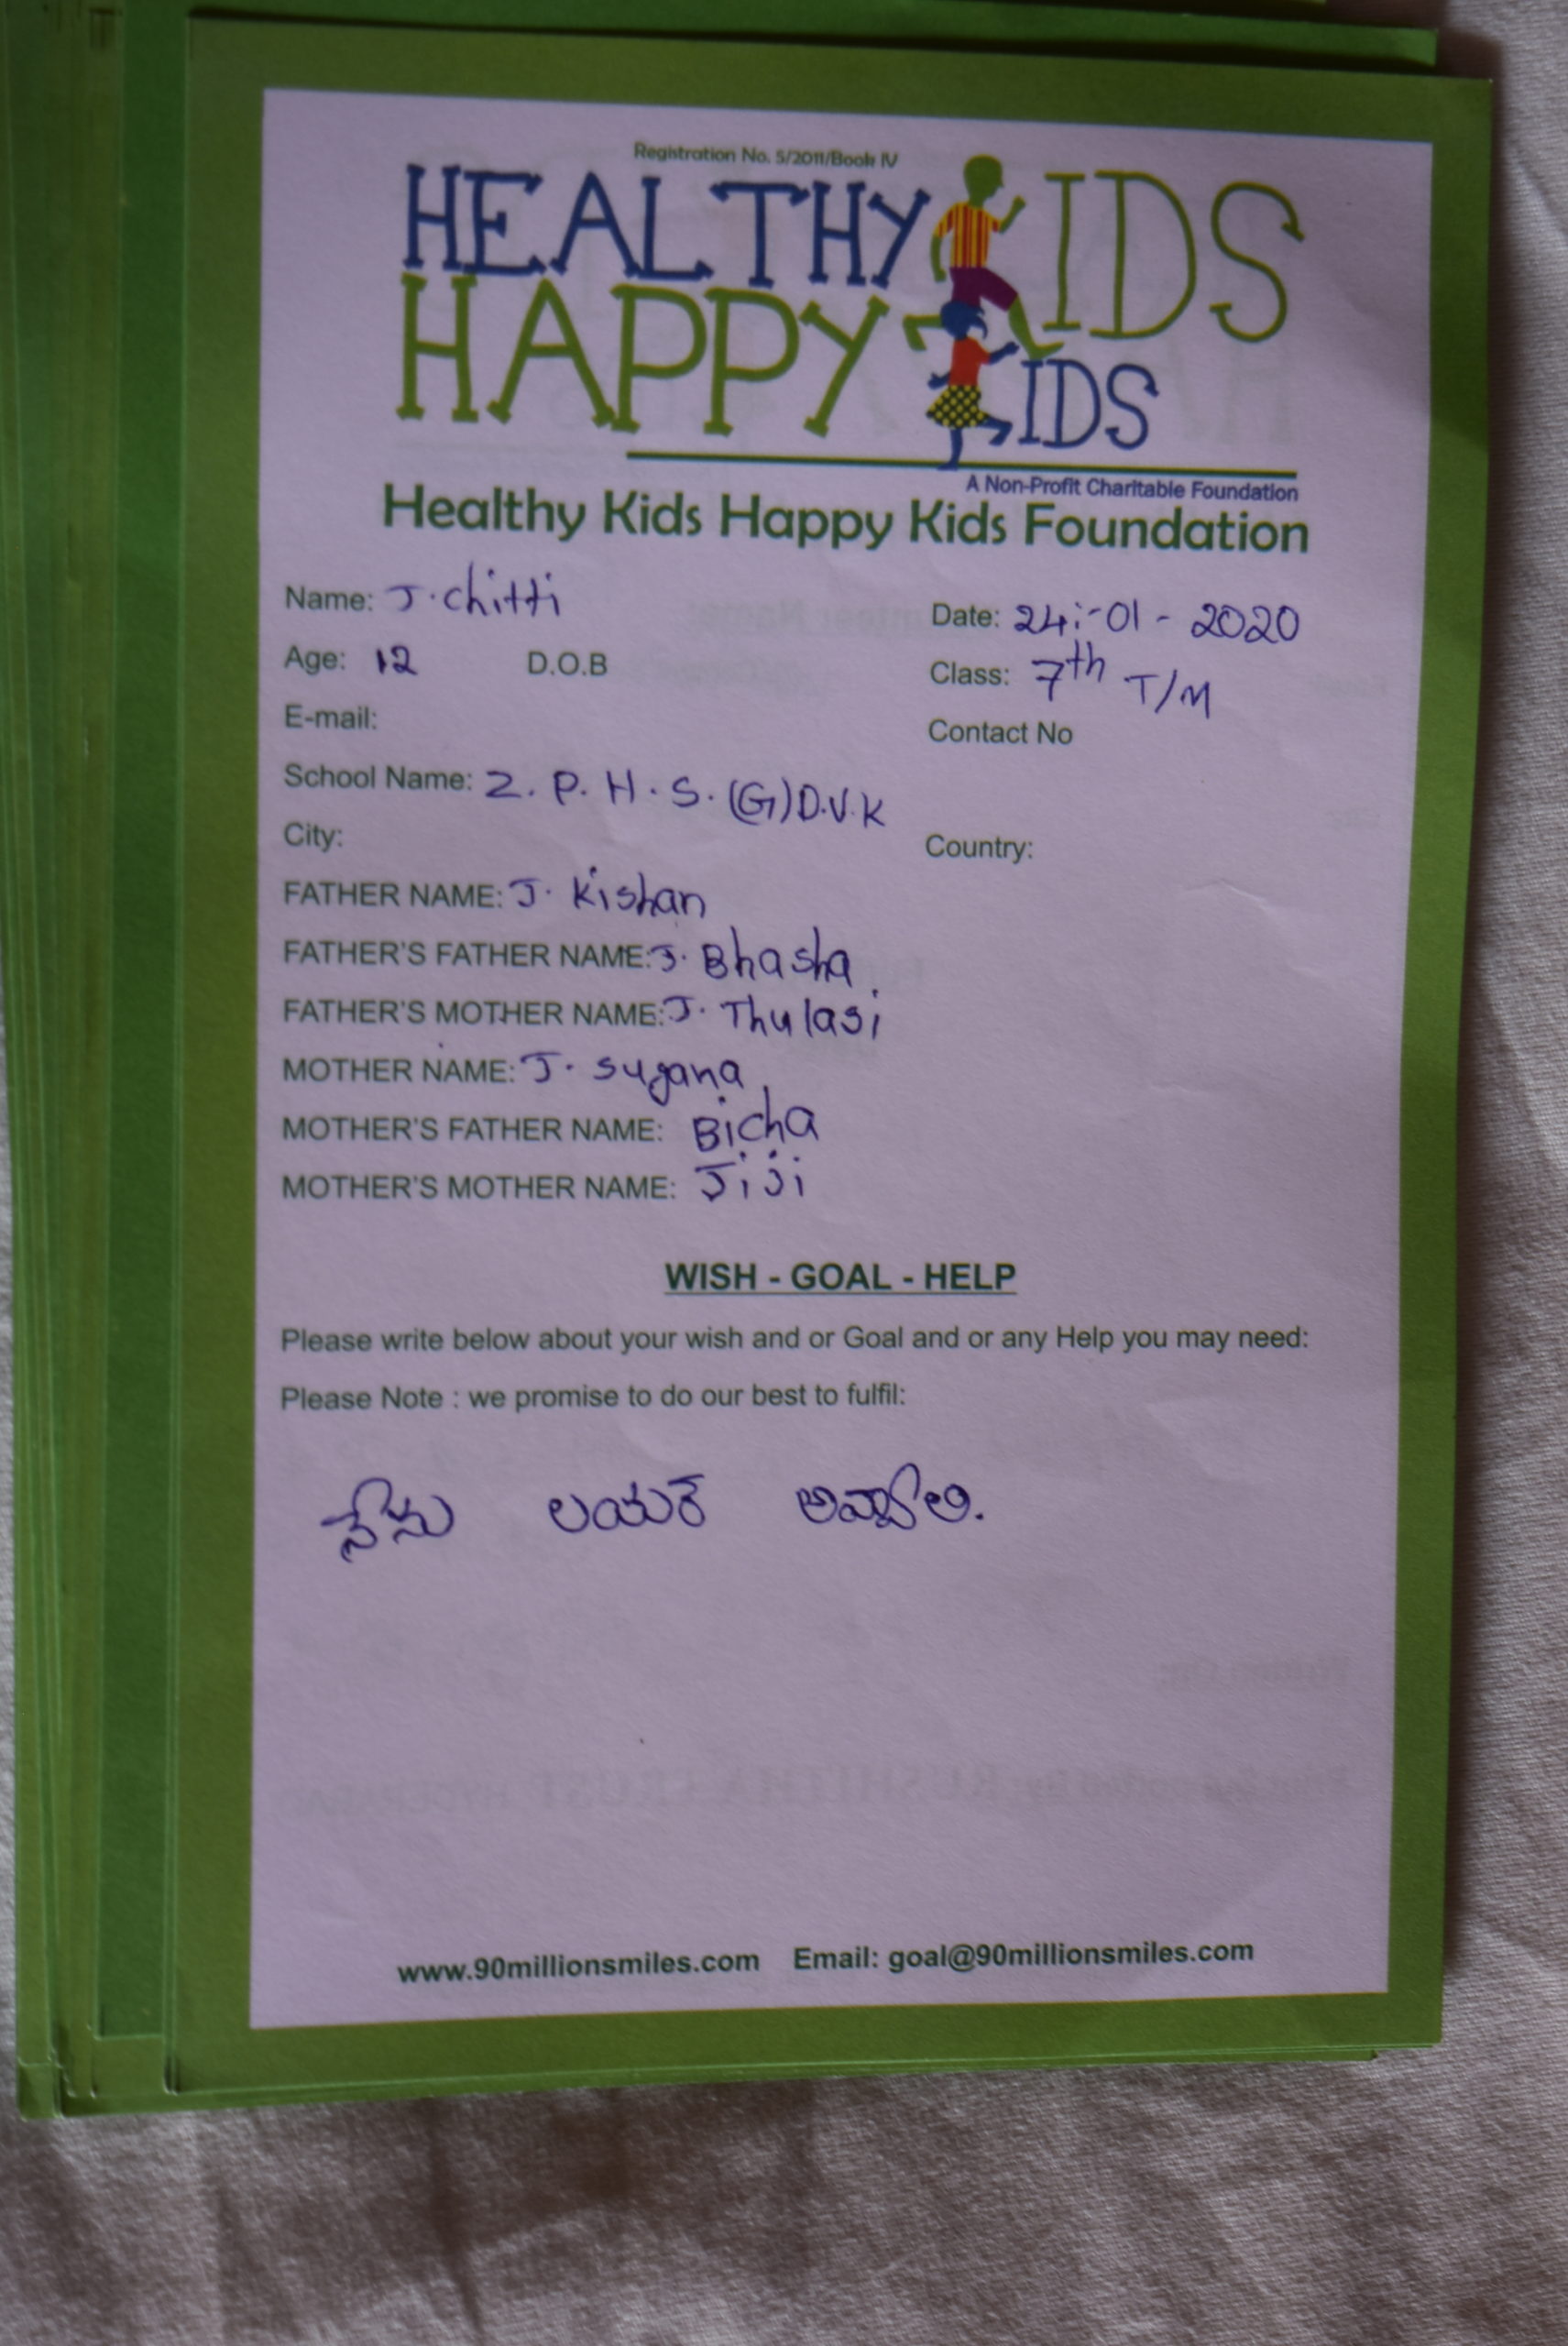 Registration No. 5/2011/Book IV
HEALTHY KIDS
HAPPY KIDS
A Non-Profit Charitable Foundation
Healthy Kids Happy Kids Foundation
Name: J. chitti Date: 24:-01-2020
Age: 12 D.O.B Class: 7th T/M
E-mail: Contact No
School Name: Z. P. H. S. (G) D.V.K
City: Country:
FATHER NAME: J. Kishan
FATHER'S FATHER NAME: J. Bhasha
FATHER'S MOTHER NAME: J. Thulasi
MOTHER NAME: J. sugana
MOTHER'S FATHER NAME: Bicha
MOTHER'S MOTHER NAME: Jiji
WISH - GOAL - HELP
Please write below about your wish and or Goal and or any Help you may need:
Please Note : we promise to do our best to fulfil:
నేను లయర్ అవ్వాలి.
www.90millionsmiles.com Email: goal@90millionsmiles.com